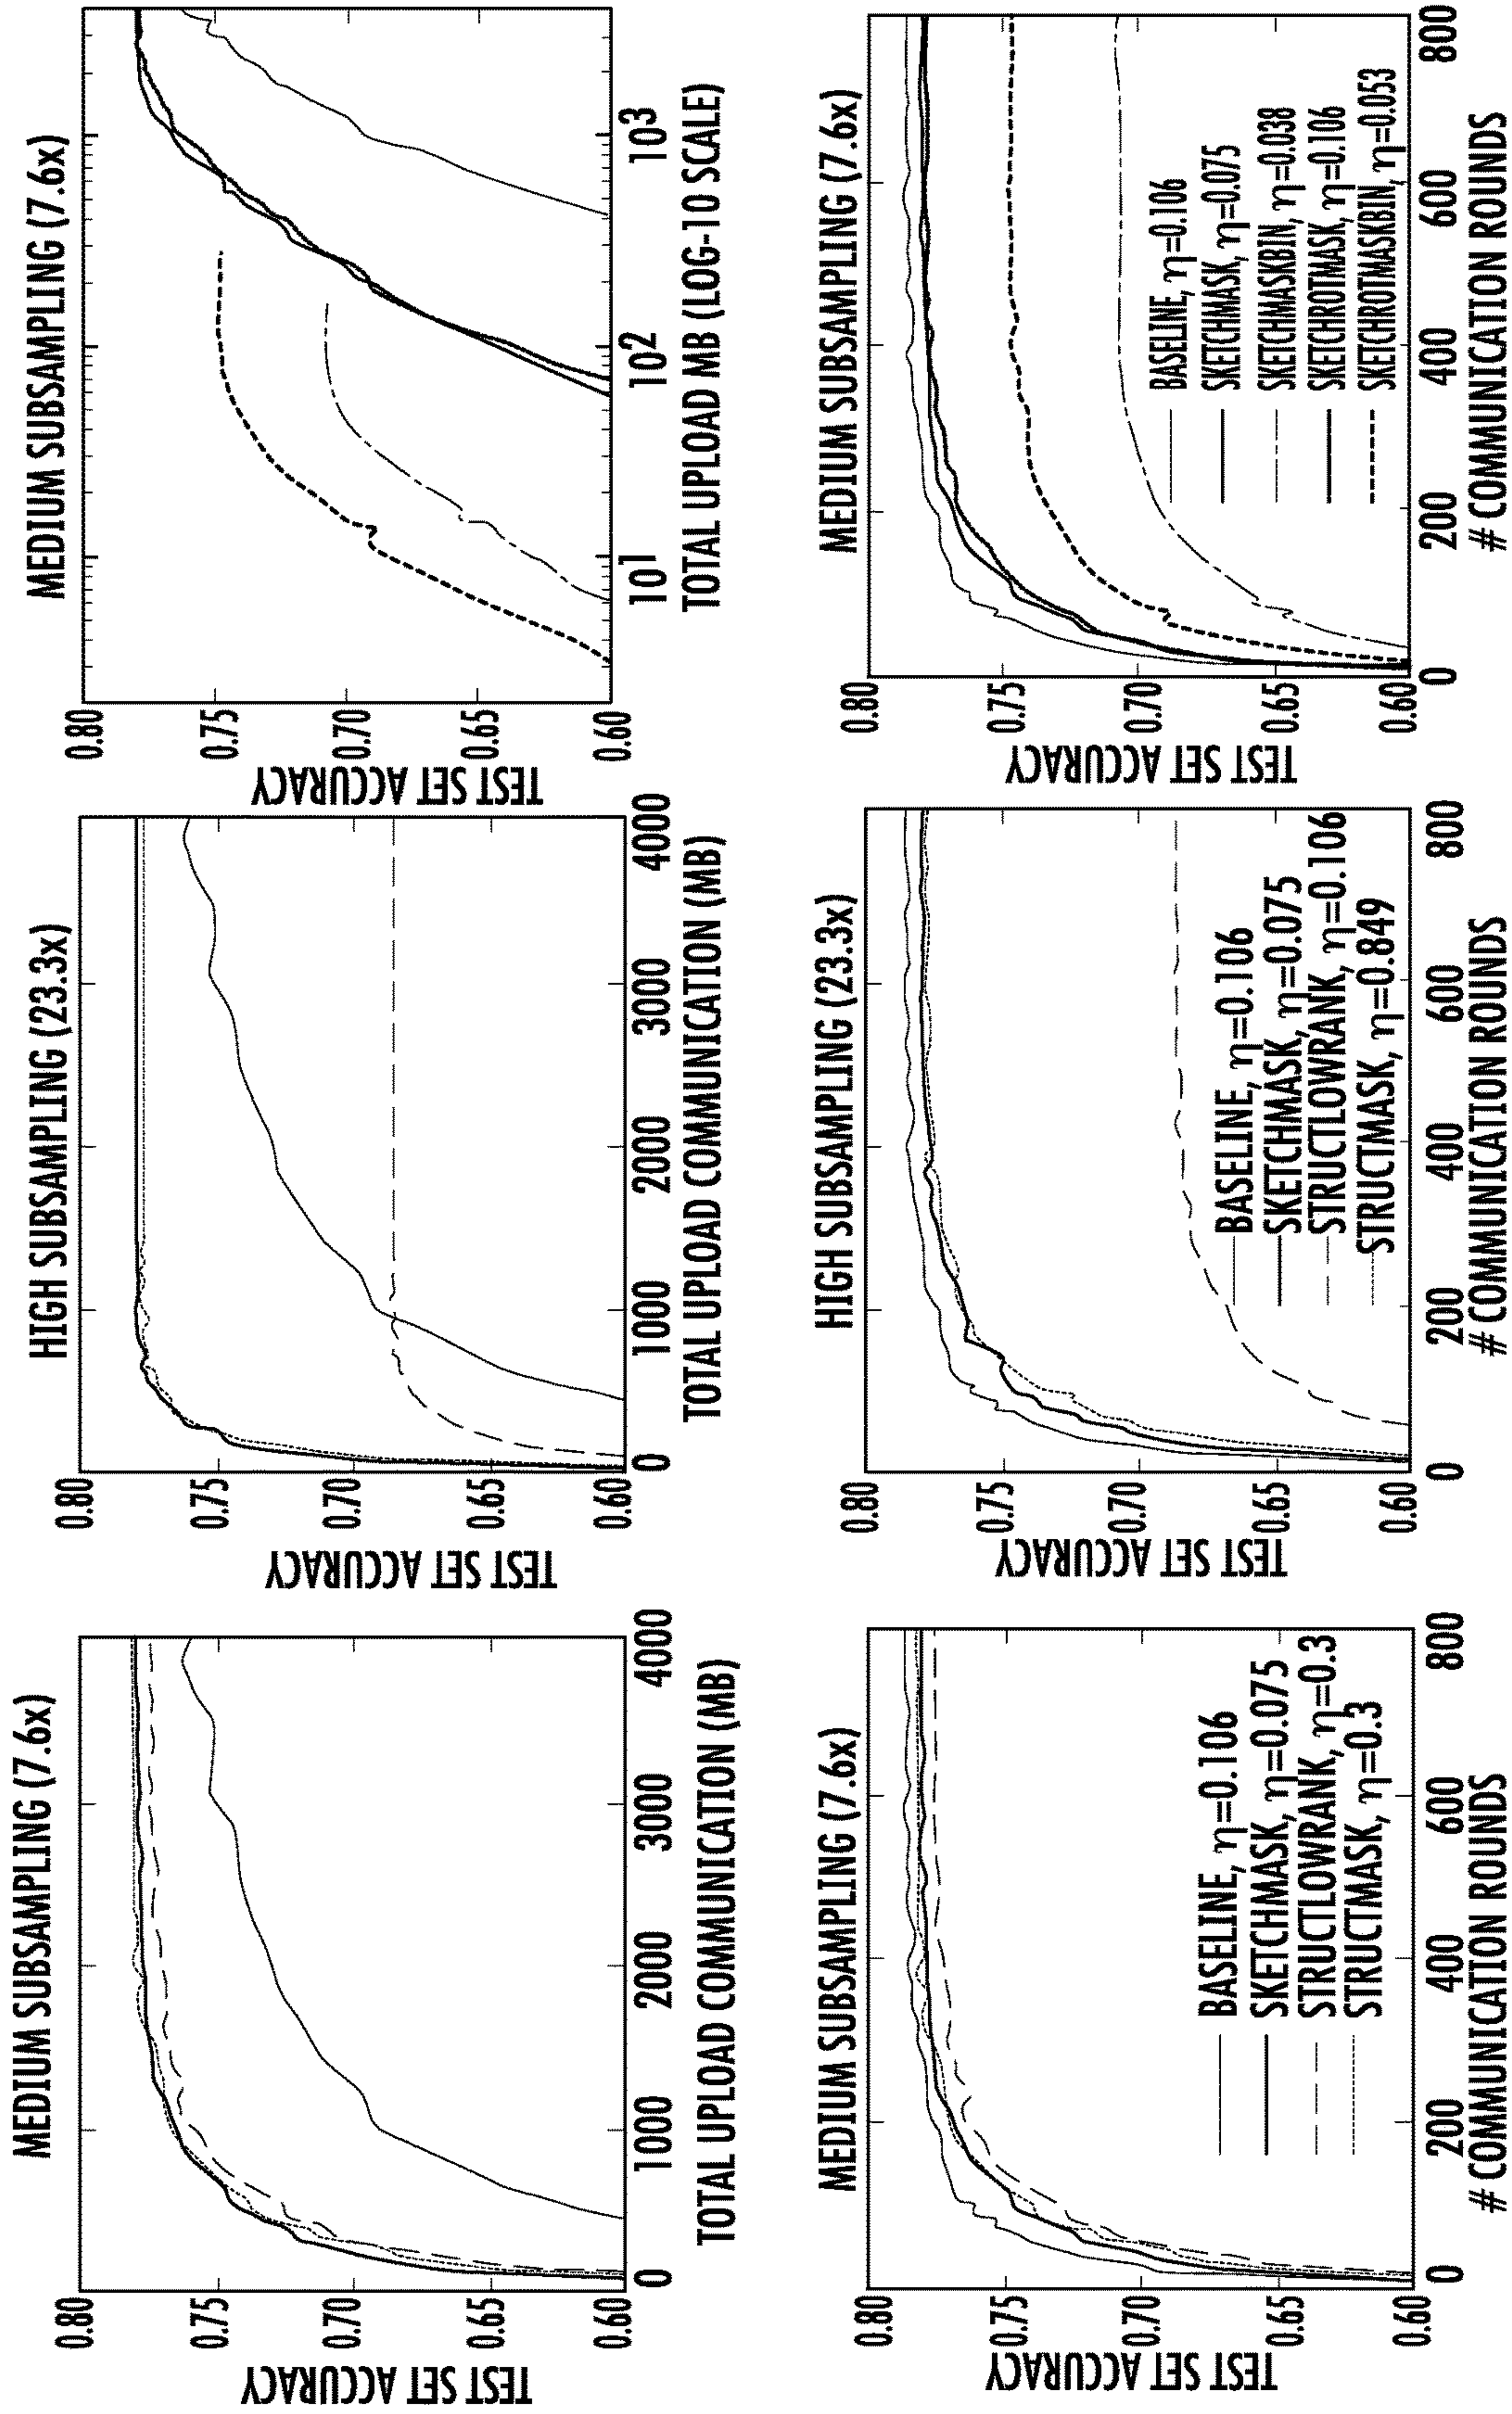 MEDIUM SUBSAMPLING (7.6x)
TEST SET ACCURACY
0.80
0.75
0.70
0.65
0.60
0
1000
2000
3000
4000
TOTAL UPLOAD COMMUNICATION (MB)
HIGH SUBSAMPLING (23.3x)
TEST SET ACCURACY
0.80
0.75
0.70
0.65
0.60
0
1000
2000
3000
4000
TOTAL UPLOAD COMMUNICATION (MB)
MEDIUM SUBSAMPLING (7.6x)
TEST SET ACCURACY
0.80
0.75
0.70
0.65
0.60
10¹
10²
10³
TOTAL UPLOAD MB (LOG-10 SCALE)
MEDIUM SUBSAMPLING (7.6x)
TEST SET ACCURACY
0.80
0.75
0.70
0.65
0.60
BASELINE, η=0.106
SKETCHMASK, η=0.075
STRUCTLOWRANK, η=0.3
STRUCTMASK, η=0.3
0
200
400
600
800
# COMMUNICATION ROUNDS
HIGH SUBSAMPLING (23.3x)
TEST SET ACCURACY
0.80
0.75
0.70
0.65
0.60
BASELINE, η=0.106
SKETCHMASK, η=0.075
STRUCTLOWRANK, η=0.106
STRUCTMASK, η=0.849
0
200
400
600
800
# COMMUNICATION ROUNDS
MEDIUM SUBSAMPLING (7.6x)
TEST SET ACCURACY
0.80
0.75
0.70
0.65
0.60
BASELINE, η=0.106
SKETCHMASK, η=0.075
SKETCHMASKBIN, η=0.038
SKETCHROTMASK, η=0.106
SKETCHROTMASKBIN, η=0.053
0
200
400
600
800
# COMMUNICATION ROUNDS